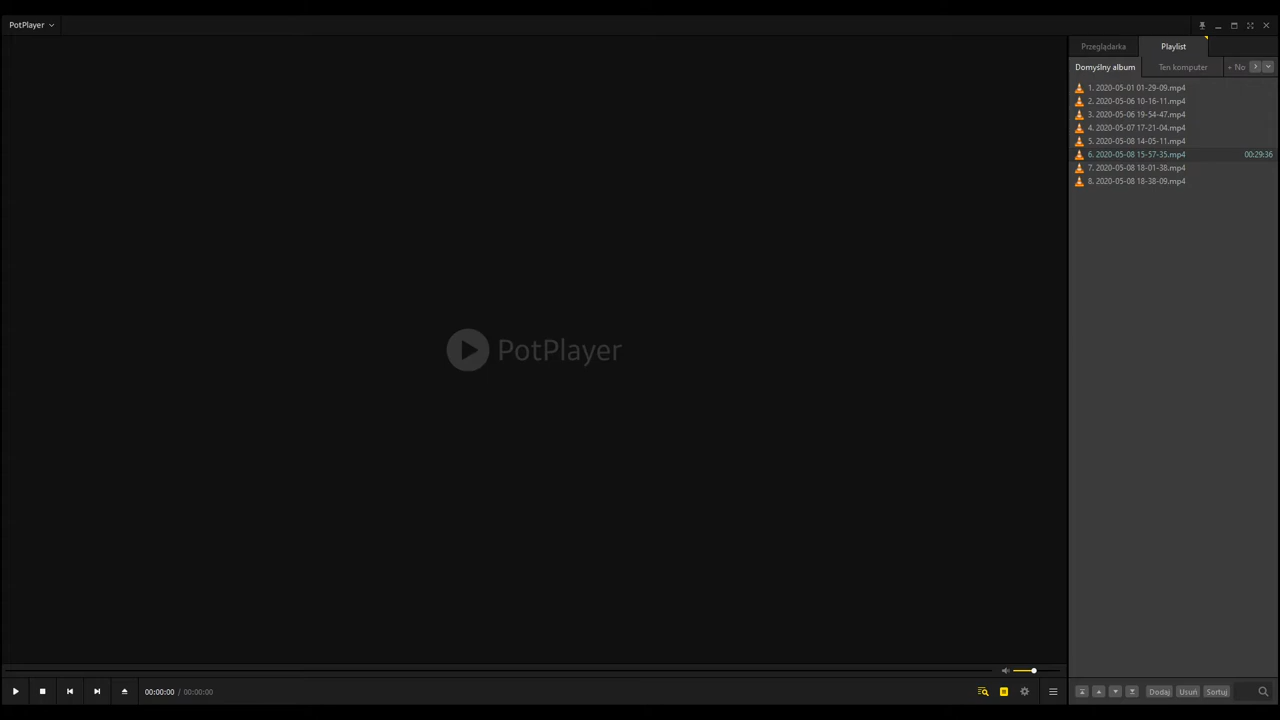 PotPlayer
Przeglądarka
Playlist
Domyślny album
Ten komputer
+ No
1. 2020-05-01 01-29-09.mp4
2. 2020-05-06 10-16-11.mp4
3. 2020-05-06 19-54-47.mp4
4. 2020-05-07 17-21-04.mp4
5. 2020-05-08 14-05-11.mp4
6. 2020-05-08 15-57-35.mp4 00:29:36
7. 2020-05-08 18-01-38.mp4
8. 2020-05-08 18-38-09.mp4
PotPlayer
00:00:00 / 00:00:00
Dodaj Usuń Sortuj